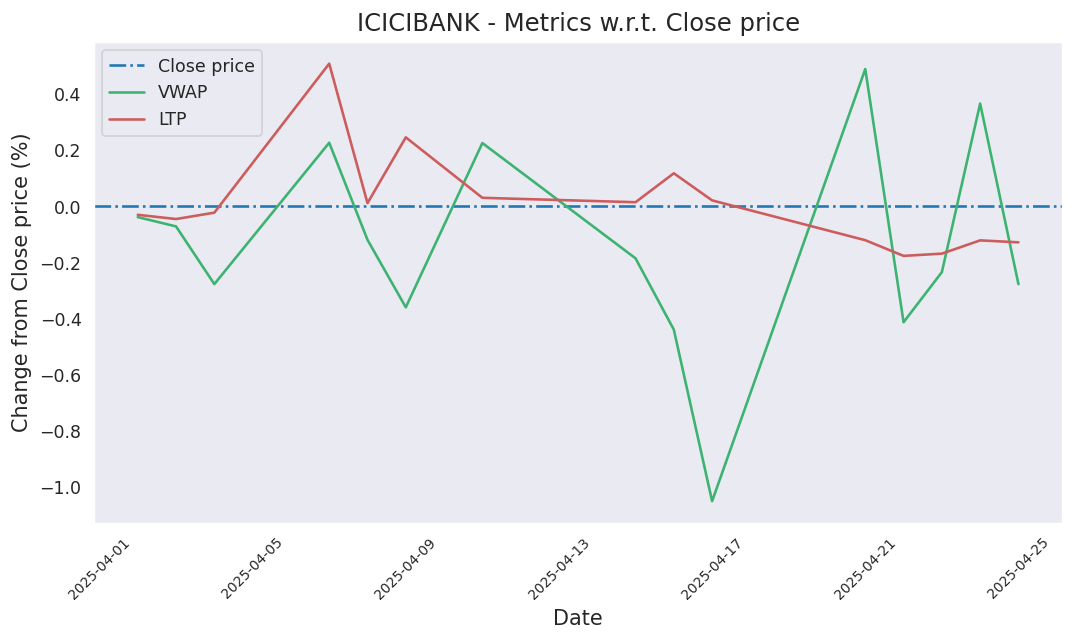 ICICIBANK - Metrics w.r.t. Close price
Close price
VWAP
LTP
Change from Close price (%)
0.4
0.2
0.0
−0.2
−0.4
−0.6
−0.8
−1.0
2025-04-01
2025-04-05
2025-04-09
2025-04-13
2025-04-17
2025-04-21
2025-04-25
Date